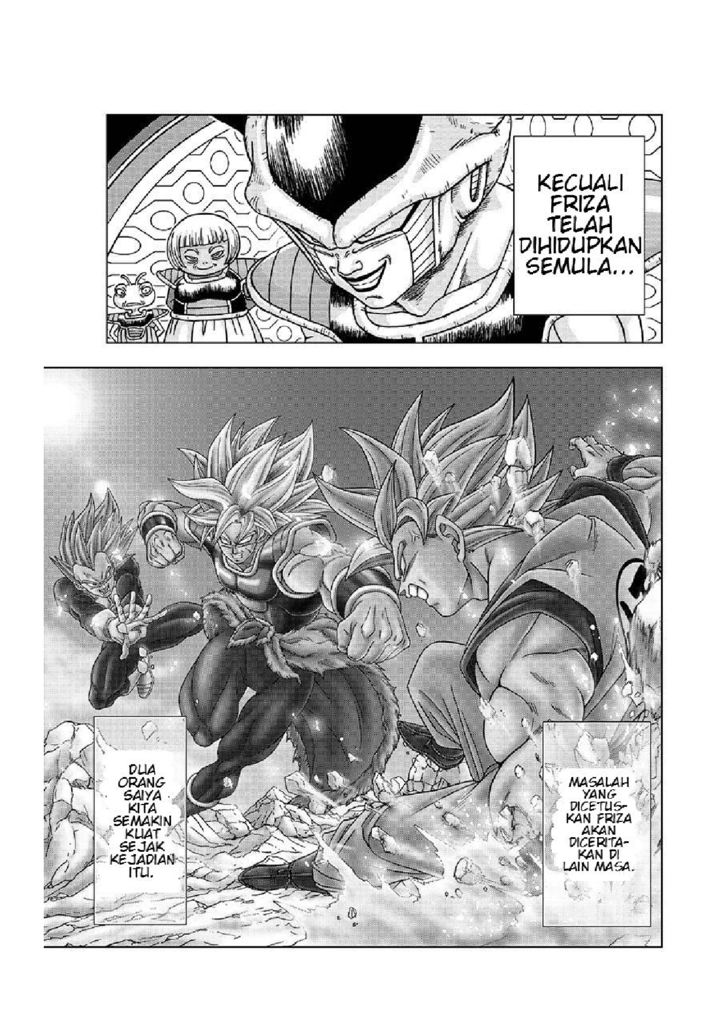 KECUALI
FRIZA
TELAH
DIHIDUPKAN
SEMULA...
MASALAH
YANG
DICETUS-
KAN FRIZA
AKAN
DICERITA-
KAN DI
LAIN MASA.
DUA
ORANG
SAIYA
KITA
SEMAKIN
KUAT
SEJAK
KEJADIAN
ITU.